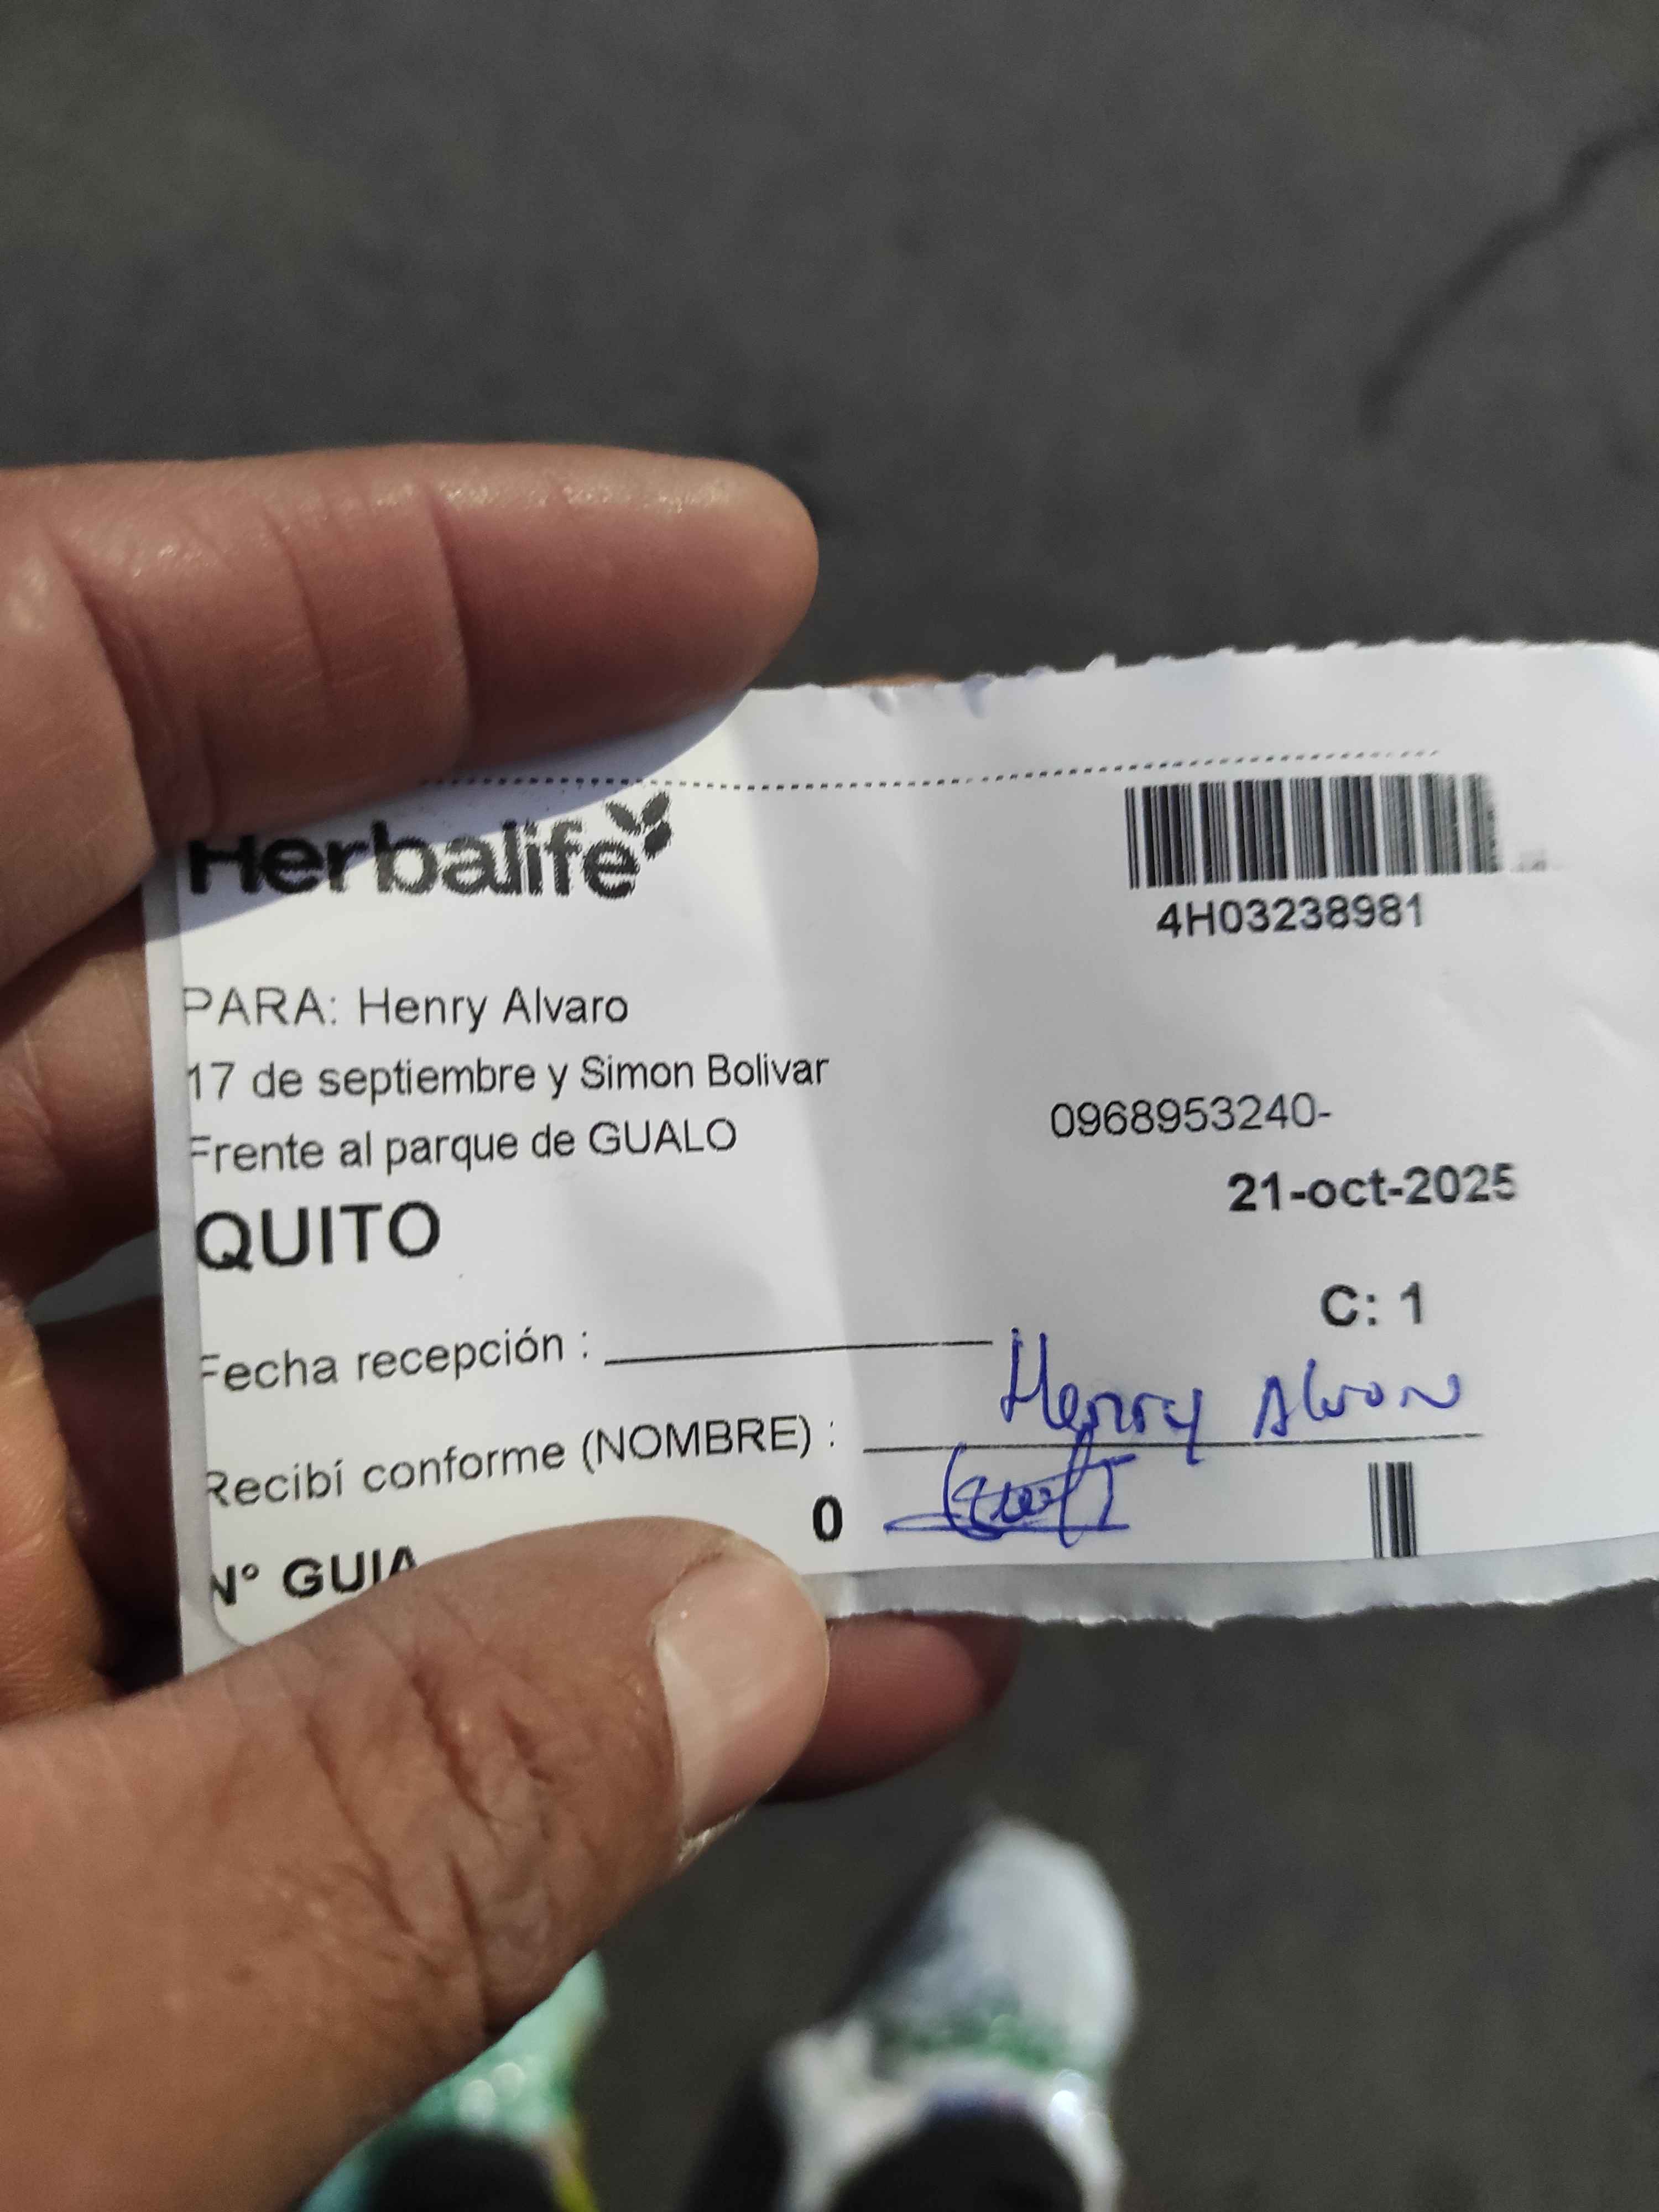 Herbalife
4H03238981
PARA: Henry Alvaro
17 de septiembre y Simon Bolivar
Frente al parque de GUALO
0968953240-
21-oct-2025
QUITO
C: 1
Fecha recepción : 
Recibí conforme (NOMBRE) : Henry
0
N° GUIA